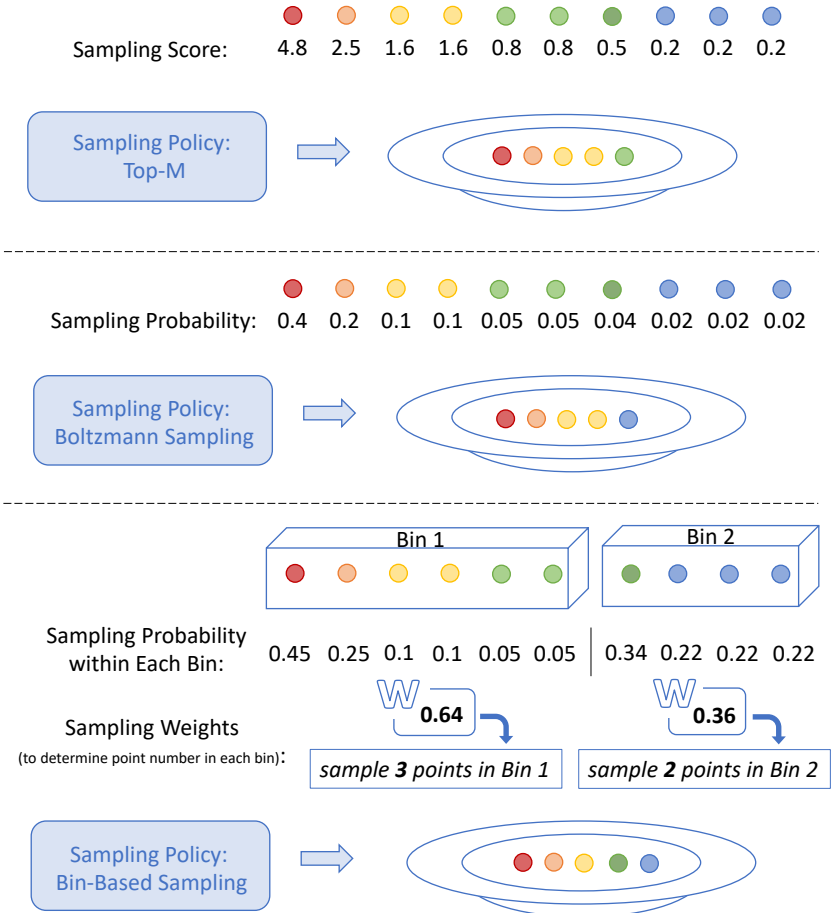 Sampling Score: 4.8 2.5 1.6 1.6 0.8 0.8 0.5 0.2 0.2 0.2
Sampling Policy:
Top-M
Sampling Probability: 0.4 0.2 0.1 0.1 0.05 0.05 0.04 0.02 0.02 0.02
Sampling Policy:
Boltzmann Sampling
Bin 1 Bin 2
Sampling Probability
within Each Bin: 0.45 0.25 0.1 0.1 0.05 0.05 0.34 0.22 0.22 0.22
W 0.64 W 0.36
Sampling Weights
(to determine point number in each bin):
sample 3 points in Bin 1 sample 2 points in Bin 2
Sampling Policy:
Bin-Based Sampling